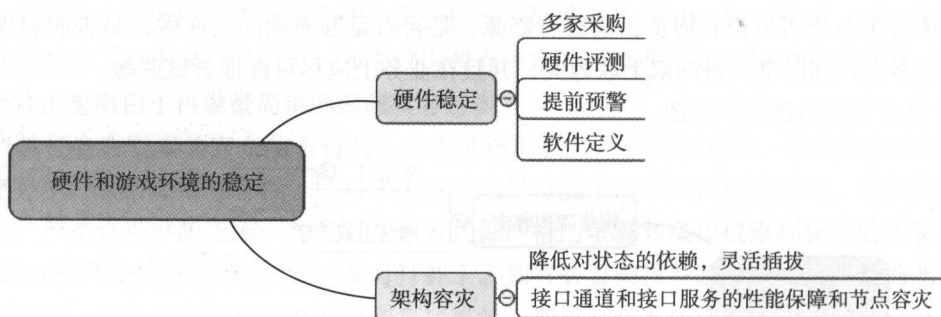 多家采购
硬件评测
硬件稳定
提前预警
软件定义
硬件和游戏环境的稳定
降低对状态的依赖，灵活插拔
架构容灾
接口通道和接口服务的性能保障和节点容灾